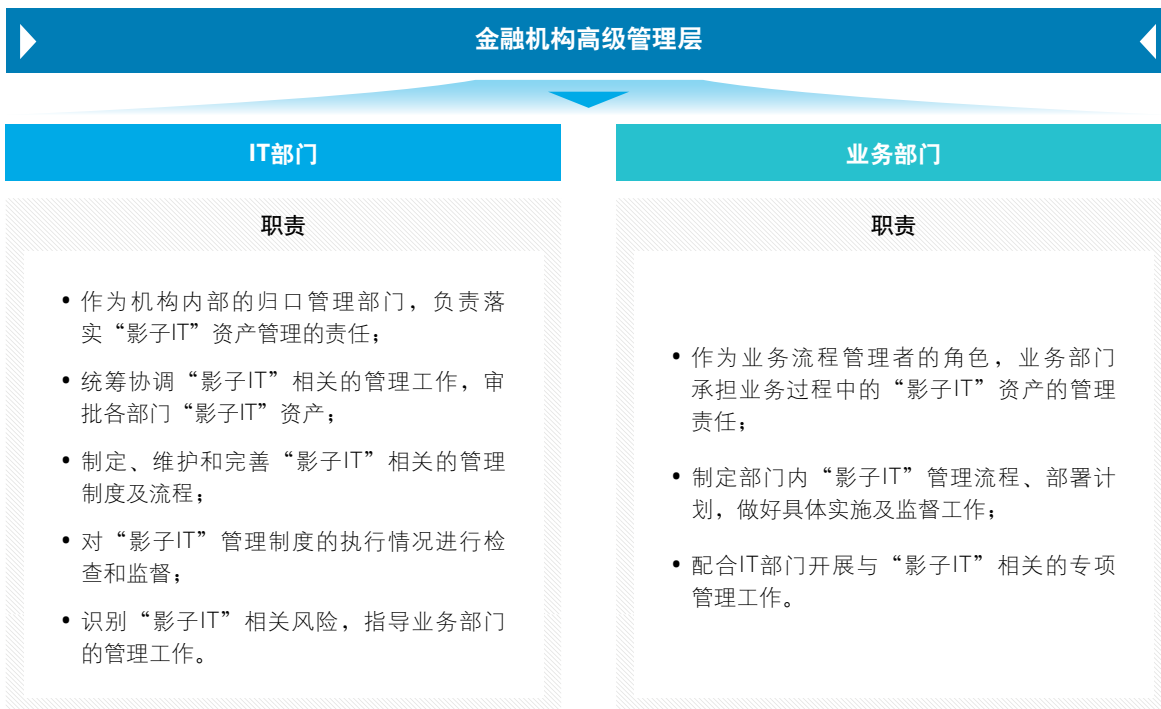 金融机构高级管理层
IT部门
职责
• 作为机构内部的归口管理部门，负责落
实“影子IT”资产管理的责任；
• 统筹协调“影子IT”相关的管理工作，审
批各部门“影子IT”资产；
• 制定、维护和完善“影子IT”相关的管理
制度及流程；
• 对“影子IT”管理制度的执行情况进行检
查和监督；
• 识别“影子IT”相关风险，指导业务部门
的管理工作。
业务部门
职责
• 作为业务流程管理者的角色，业务部门
承担业务过程中的“影子IT”资产的管理
责任；
• 制定部门内“影子IT”管理流程、部署计
划，做好具体实施及监督工作；
• 配合IT部门开展与“影子IT”相关的专项
管理工作。